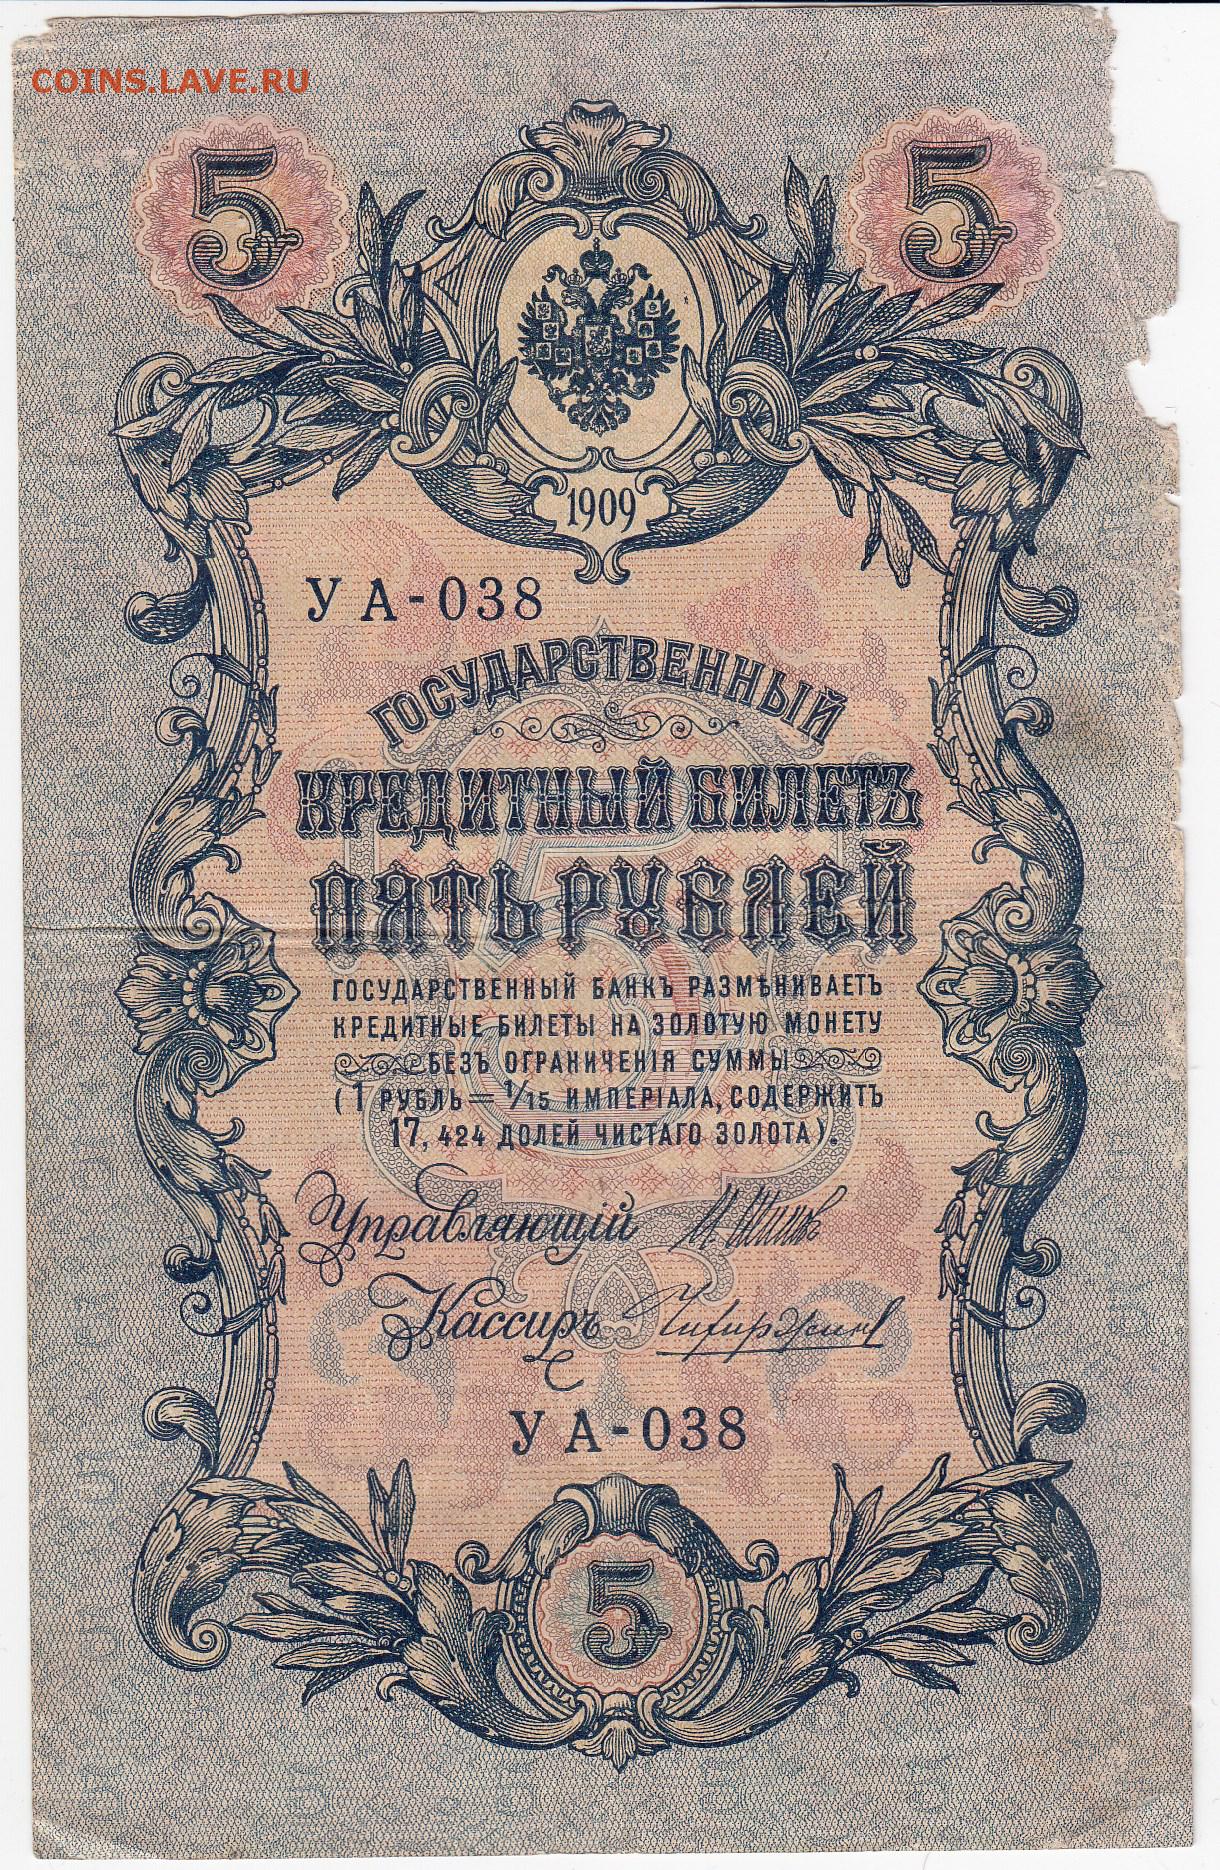 COINS.LAVE.RU
5 5
1909
УА-038
ГОСУДАРСТВЕННЫЙ
КРЕДИТНЫЙ БИЛЕТЪ
ПЯТЬ РУБЛЕЙ
ГОСУДАРСТВЕННЫЙ БАНКЪ РАЗМѢНИВАЕТЪ
КРЕДИТНЫЕ БИЛЕТЫ НА ЗОЛОТУЮ МОНЕТУ
БЕЗЪ ОГРАНИЧЕНІЯ СУММЫ
(1 РУБЛЬ = 1/15 ИМПЕРІАЛА, СОДЕРЖИТЪ
17,424 ДОЛЕЙ ЧИСТАГО ЗОЛОТА).
Управляющій
Кассиръ
УА-038
5